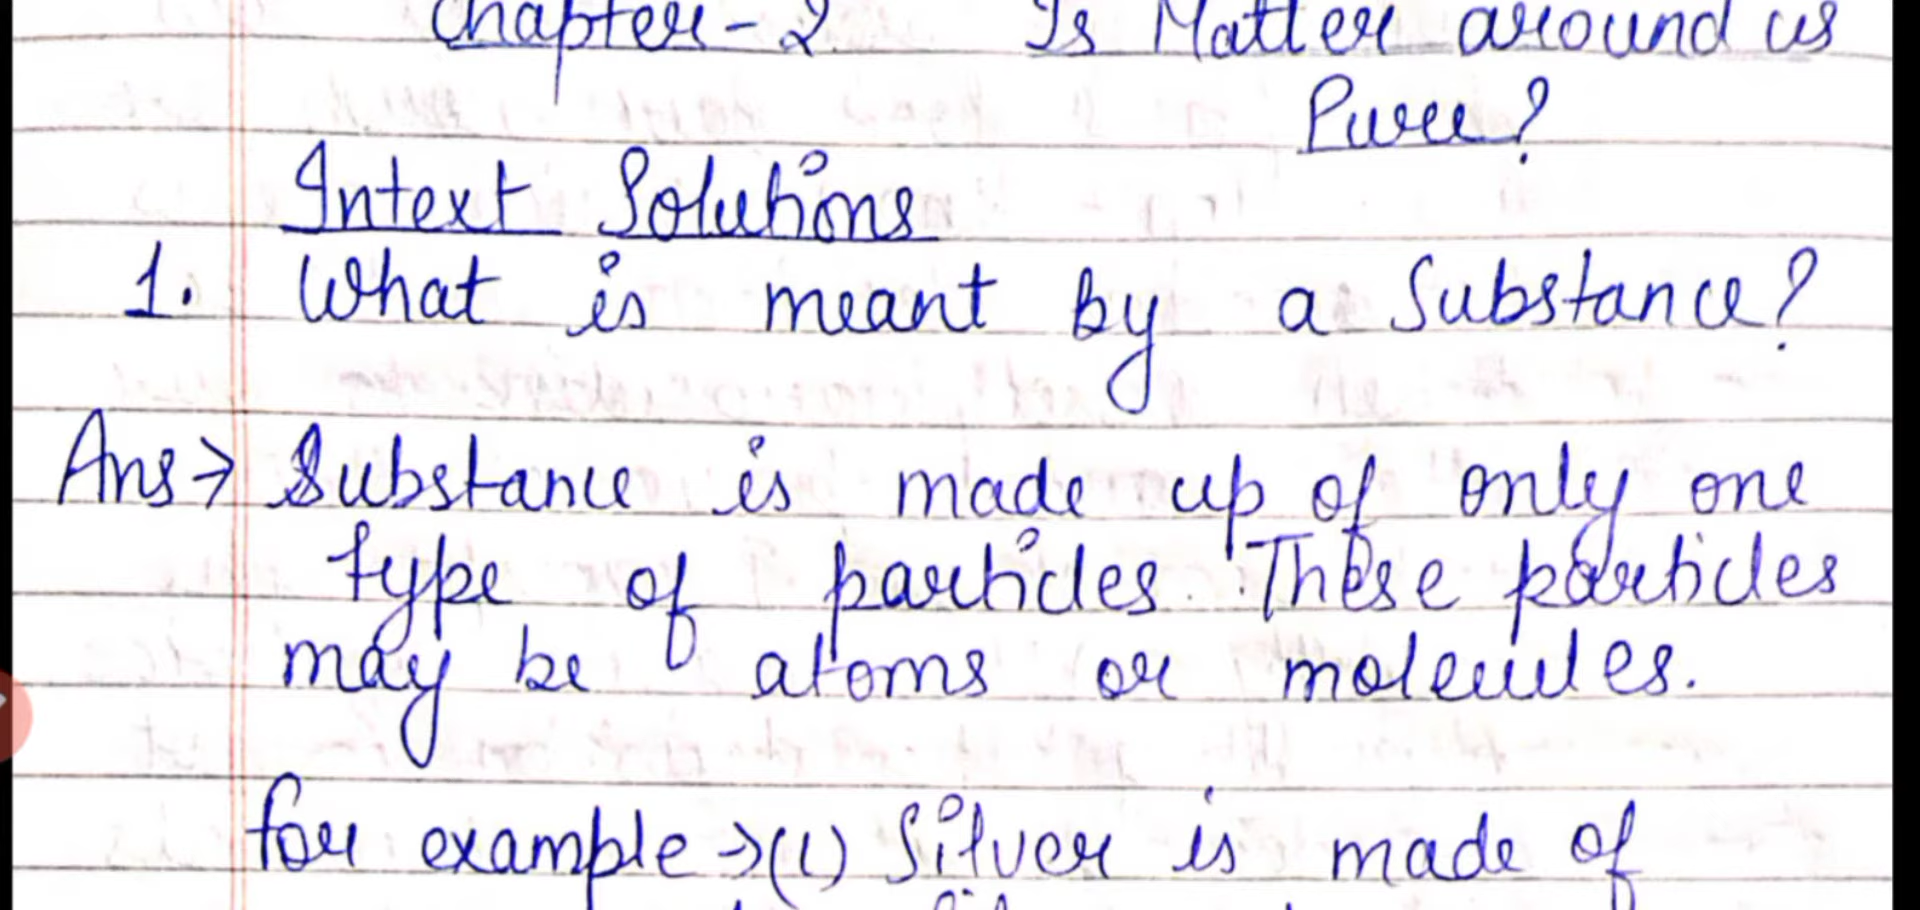 Chapter-2 Is Matter around us
Pure?
Intext Solutions
1. What is meant by a Substance?
Ans→ Substance is made up of only one
type of particles. These particles
may be atoms or molecules.
for example→(1) Silver is made of